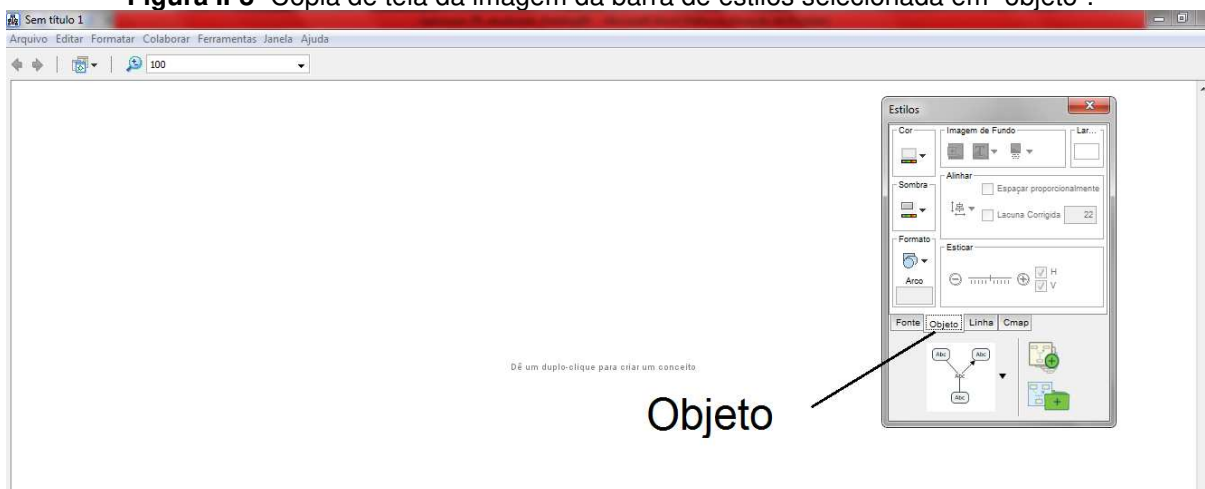 Figura II-8- Cópia de tela da imagem da barra de estilos selecionada em "objeto".
Sem título 1
Arquivo Editar Formatar Colaborar Ferramentas Janela Ajuda
100
Estilos
Cor
Imagem de Fundo
Lar...
Sombra
Alinhar
Espaçar proporcionalmente
Lacuna Corrigida 22
Formato
Esticar
Arco
H
V
Fonte Objeto Linha Cmap
Abc Abc
Abc
Abc
Dê um duplo-clique para criar um conceito
Objeto